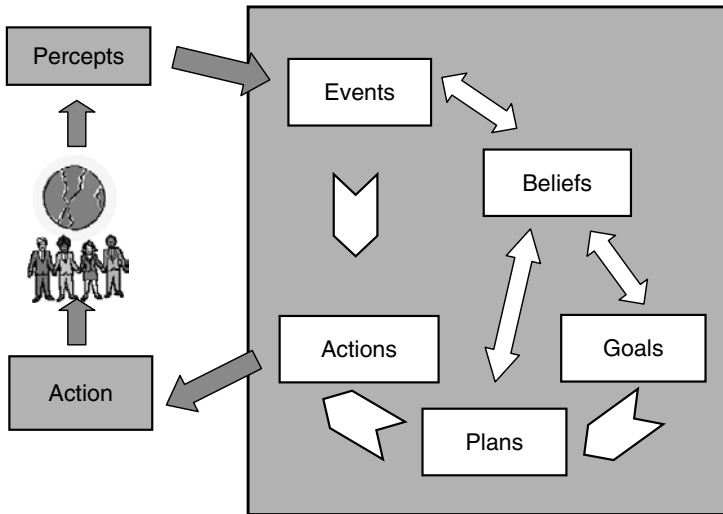 Percepts
Events
Beliefs
Actions
Goals
Action
Plans